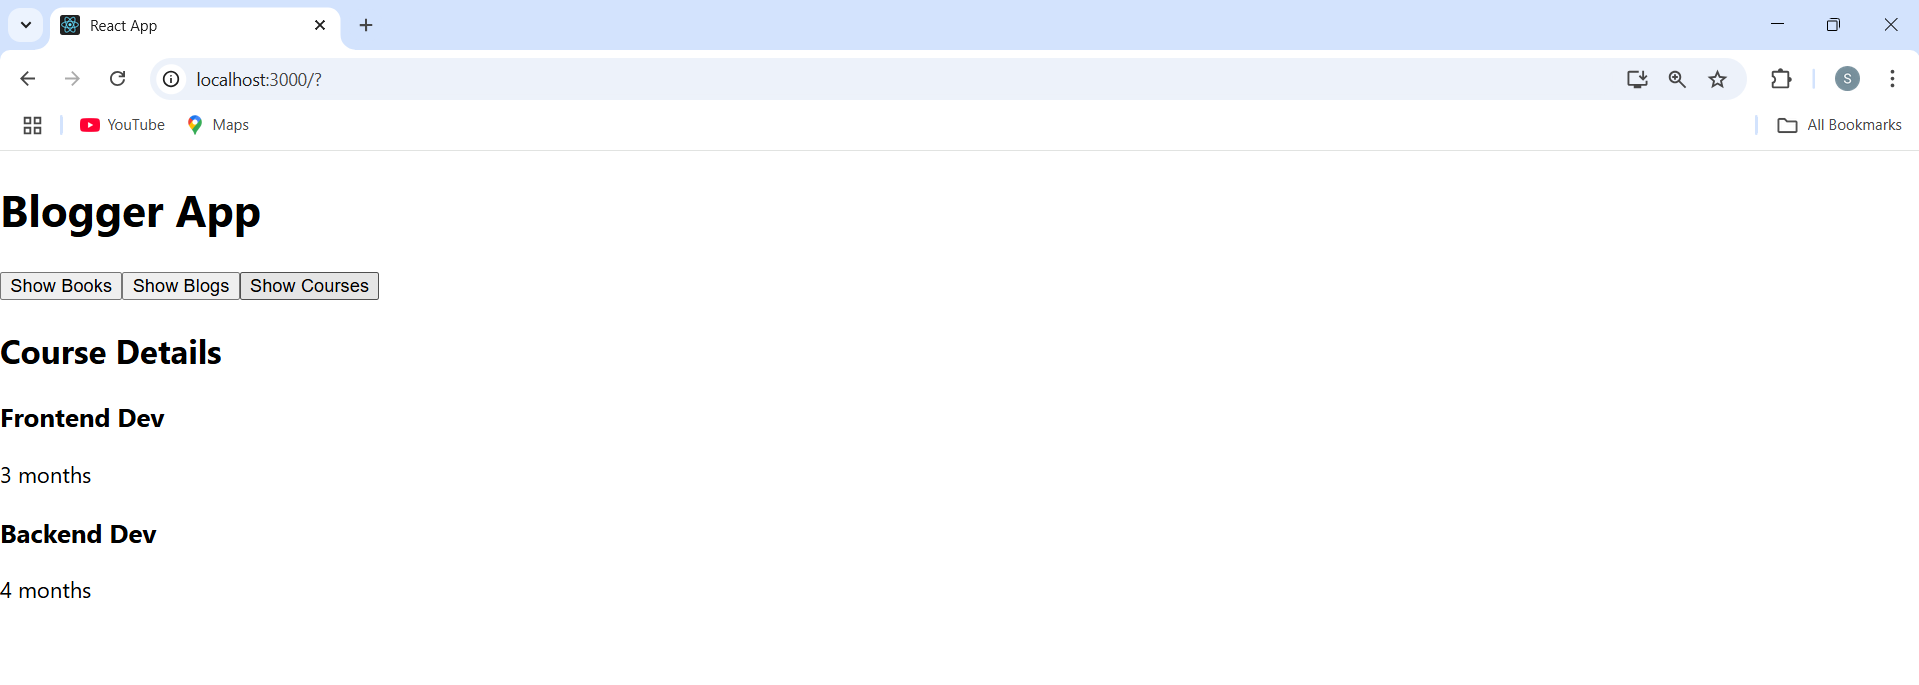 React App
localhost:3000/?
S
YouTube Maps All Bookmarks
Blogger App
Show Books Show Blogs Show Courses
Course Details
Frontend Dev
3 months
Backend Dev
4 months